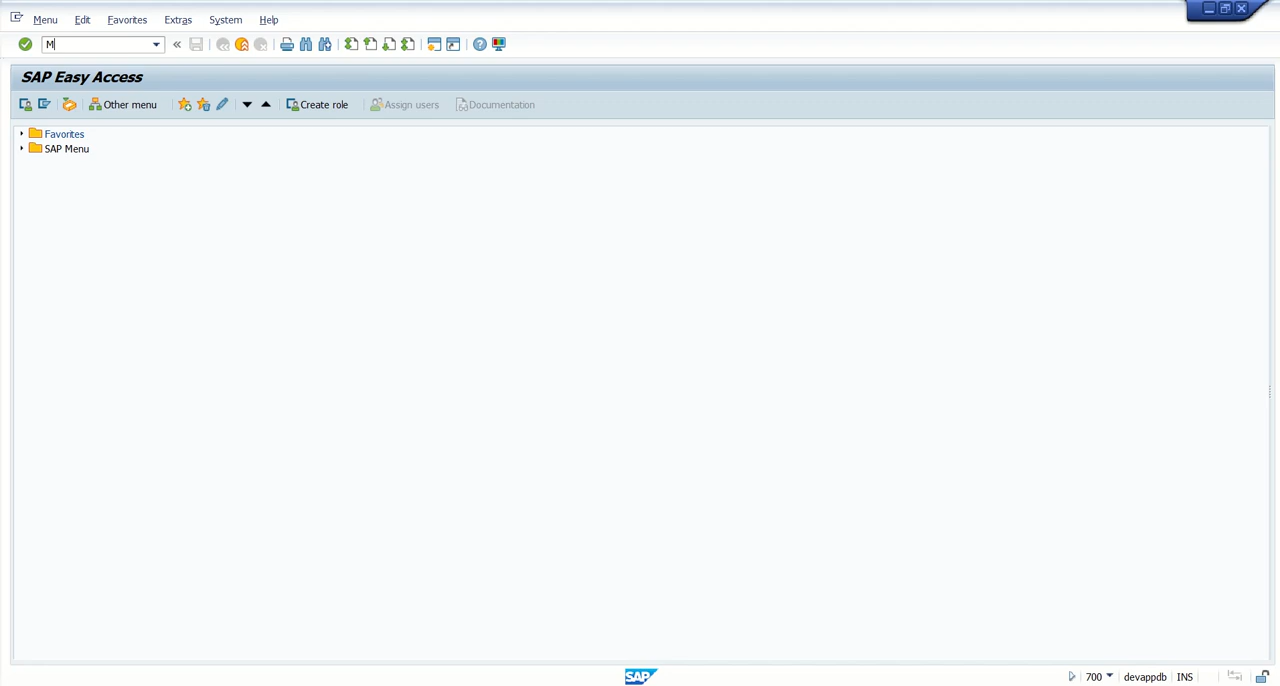 Menu Edit Favorites Extras System Help
M
SAP Easy Access
Other menu Create role Assign users Documentation
Favorites
SAP Menu
SAP 700 devappdb INS